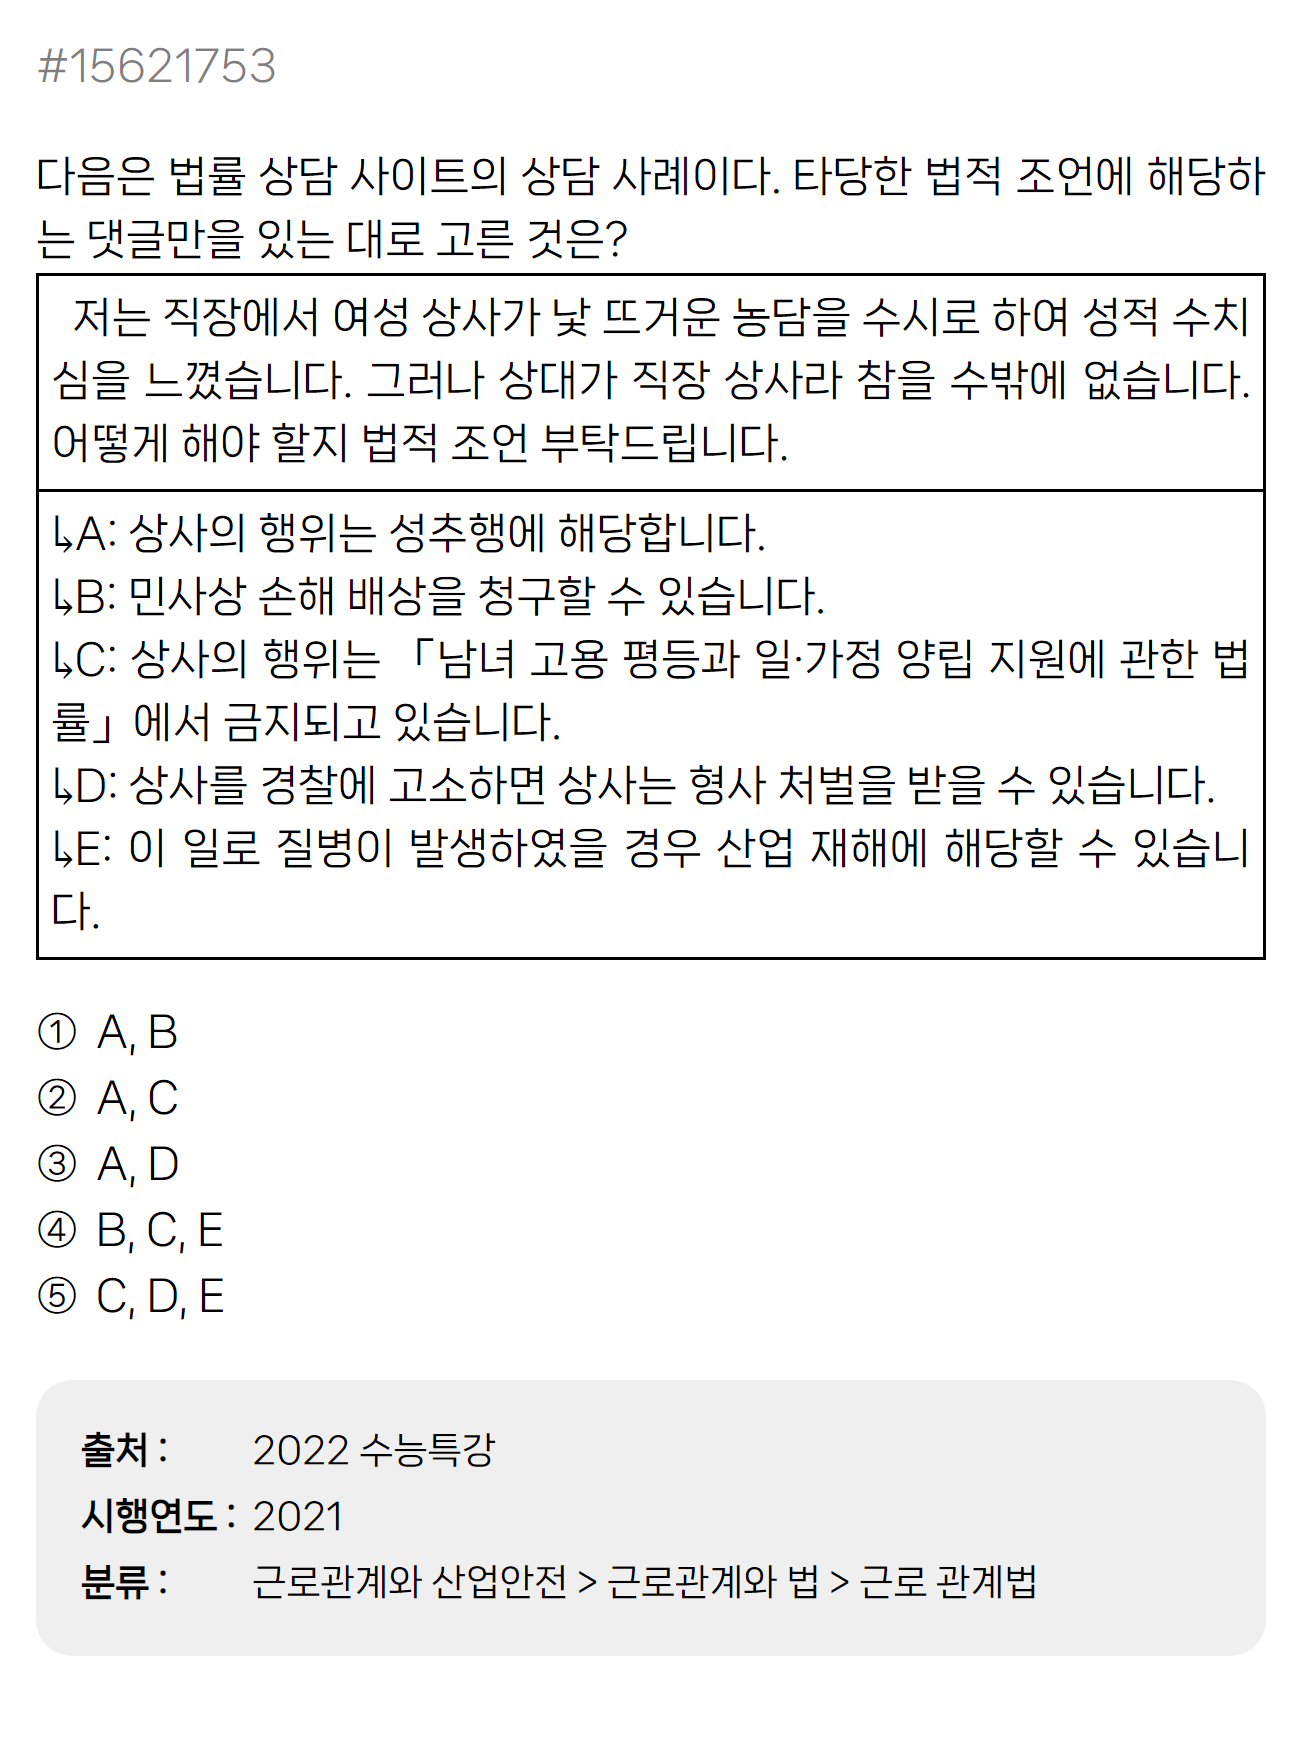 #15621753
다음은 법률 상담 사이트의 상담 사례이다. 타당한 법적 조언에 해당하
는 댓글만을 있는 대로 고른 것은?
저는 직장에서 여성 상사가 낯 뜨거운 농담을 수시로 하여 성적 수치
심을 느꼈습니다. 그러나 상대가 직장 상사라 참을 수밖에 없습니다.
어떻게 해야 할지 법적 조언 부탁드립니다.
↳A: 상사의 행위는 성추행에 해당합니다.
↳B: 민사상 손해 배상을 청구할 수 있습니다.
↳C: 상사의 행위는 「남녀 고용 평등과 일·가정 양립 지원에 관한 법
률」에서 금지되고 있습니다.
↳D: 상사를 경찰에 고소하면 상사는 형사 처벌을 받을 수 있습니다.
↳E: 이 일로 질병이 발생하였을 경우 산업 재해에 해당할 수 있습니
다.
① A, B
② A, C
③ A, D
④ B, C, E
⑤ C, D, E
출처 : 2022 수능특강
시행연도 : 2021
분류 : 근로관계와 산업안전 > 근로관계와 법 > 근로 관계법